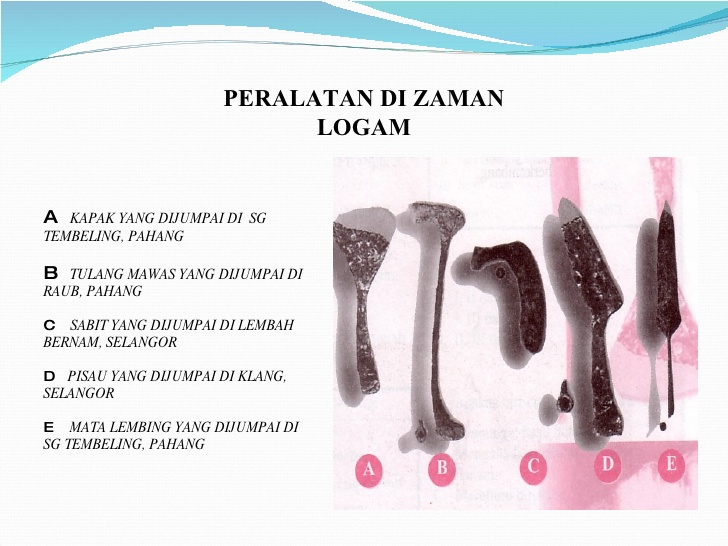 PERALATAN DI ZAMAN
LOGAM
A KAPAK YANG DIJUMPAI DI SG
TEMBELING, PAHANG
B TULANG MAWAS YANG DIJUMPAI DI
RAUB, PAHANG
C SABIT YANG DIJUMPAI DI LEMBAH
BERNAM, SELANGOR
D PISAU YANG DIJUMPAI DI KLANG,
SELANGOR
E MATA LEMBING YANG DIJUMPAI DI
SG TEMBELING, PAHANG
A B C D E